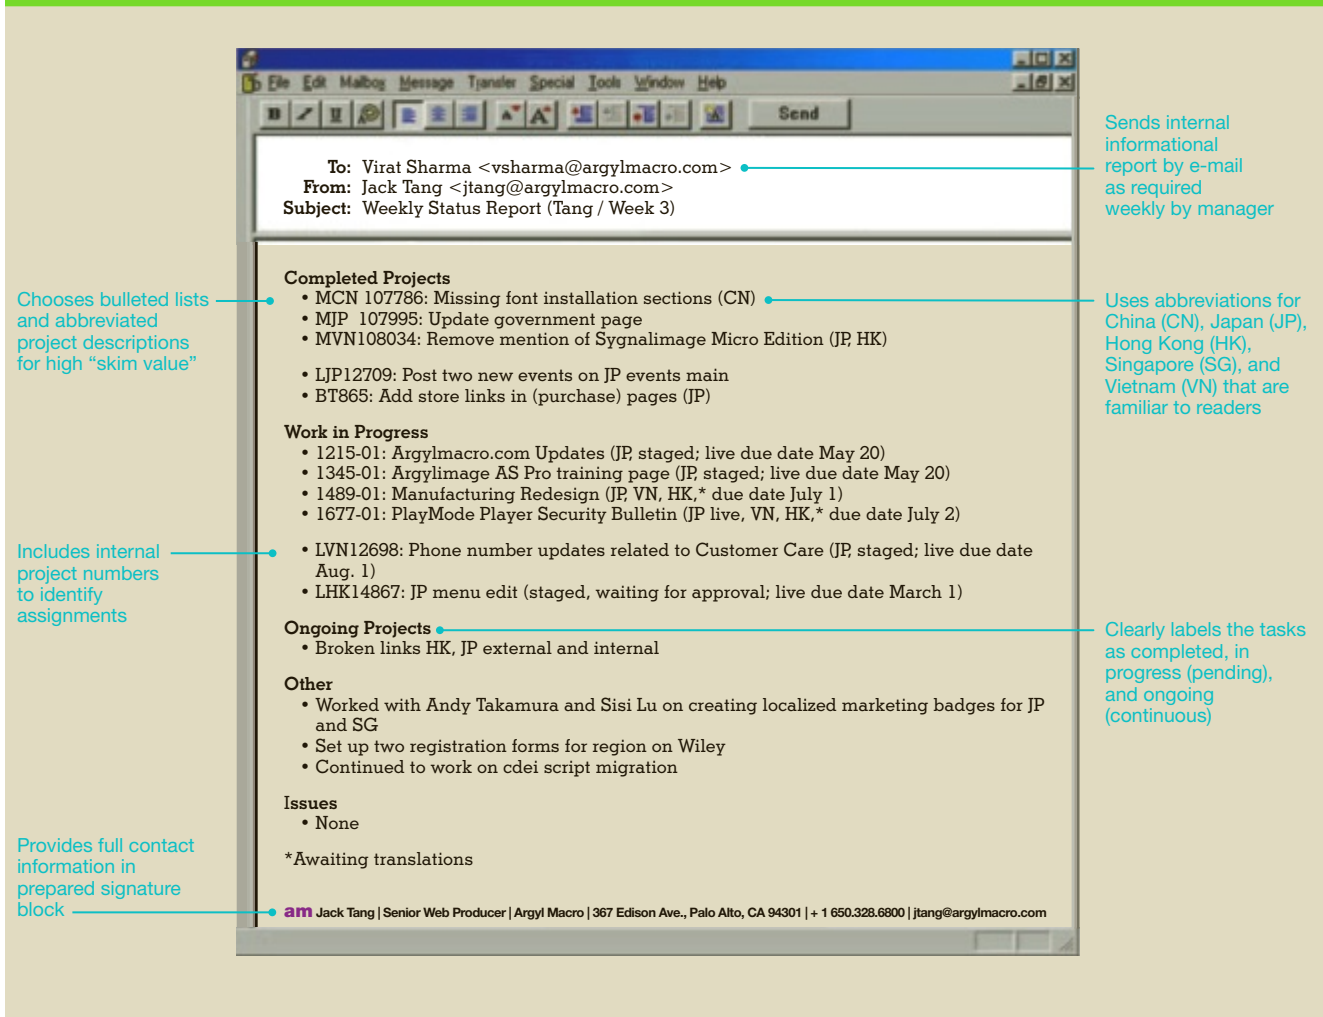 File Edit Mailbox Message Transfer Special Tools Window Help
B I U A A Send
To: Virat Sharma <vsharma@argylmacro.com>
From: Jack Tang <jtang@argylmacro.com>
Subject: Weekly Status Report (Tang / Week 3)
Sends internal
informational
report by e-mail
as required
weekly by manager
Completed Projects
• MCN 107786: Missing font installation sections (CN)
• MJP 107995: Update government page
• MVN108034: Remove mention of Sygnalimage Micro Edition (JP, HK)
• LJP12709: Post two new events on JP events main
• BT865: Add store links in (purchase) pages (JP)
Chooses bulleted lists
and abbreviated
project descriptions
for high “skim value”
Uses abbreviations for
China (CN), Japan (JP),
Hong Kong (HK),
Singapore (SG), and
Vietnam (VN) that are
familiar to readers
Work in Progress
• 1215-01: Argylmacro.com Updates (JP, staged; live due date May 20)
• 1345-01: Argylimage AS Pro training page (JP, staged; live due date May 20)
• 1489-01: Manufacturing Redesign (JP, VN, HK,* due date July 1)
• 1677-01: PlayMode Player Security Bulletin (JP live, VN, HK,* due date July 2)
• LVN12698: Phone number updates related to Customer Care (JP, staged; live due date
Aug. 1)
• LHK14867: JP menu edit (staged, waiting for approval; live due date March 1)
Includes internal
project numbers
to identify
assignments
Ongoing Projects
• Broken links HK, JP external and internal
Clearly labels the tasks
as completed, in
progress (pending),
and ongoing
(continuous)
Other
• Worked with Andy Takamura and Sisi Lu on creating localized marketing badges for JP
and SG
• Set up two registration forms for region on Wiley
• Continued to work on cdei script migration
Issues
• None
*Awaiting translations
Provides full contact
information in
prepared signature
block
am Jack Tang | Senior Web Producer | Argyl Macro | 367 Edison Ave., Palo Alto, CA 94301 | + 1 650.328.6800 | jtang@argylmacro.com